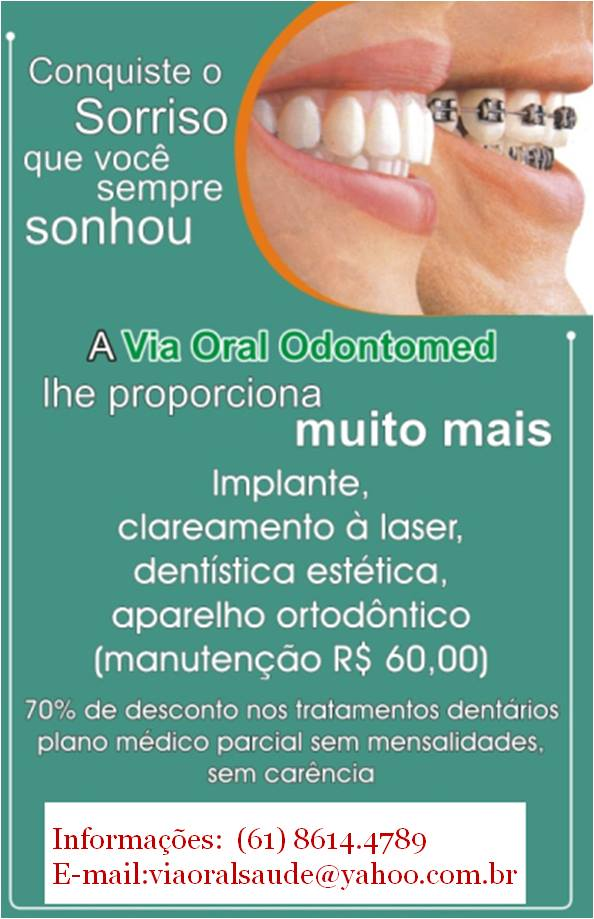 Conquiste o
Sorriso
que você
sempre
sonhou
A Via Oral Odontomed
lhe proporciona
muito mais
Implante,
clareamento à laser,
dentística estética,
aparelho ortodôntico
(manutenção R$ 60,00)
70% de desconto nos tratamentos dentários
plano médico parcial sem mensalidades,
sem carência
Informações:  (61) 8614.4789
E-mail:viaoralsaude@yahoo.com.br